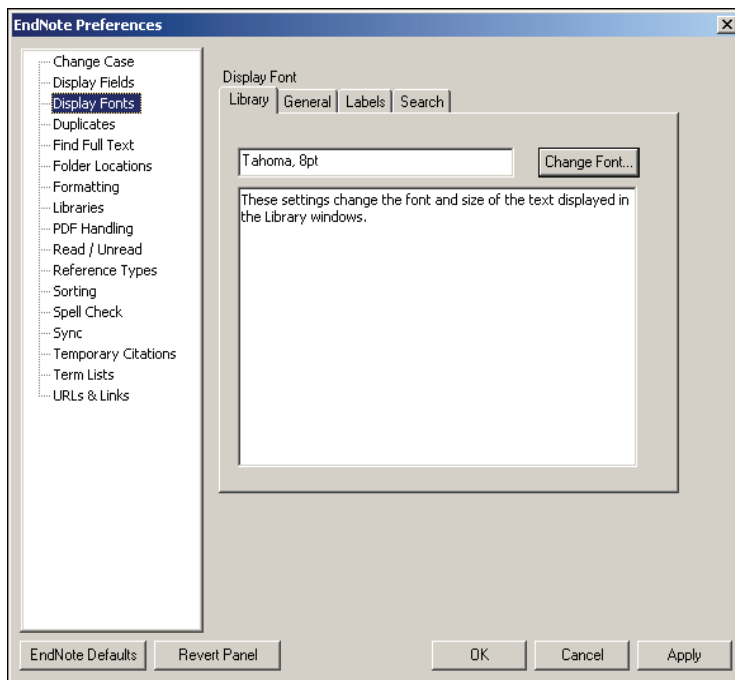 EndNote Preferences
Change Case
Display Fields
Display Fonts
Duplicates
Find Full Text
Folder Locations
Formatting
Libraries
PDF Handling
Read / Unread
Reference Types
Sorting
Spell Check
Sync
Temporary Citations
Term Lists
URLs & Links
Display Font
Library General Labels Search
Tahoma, 8pt Change Font...
These settings change the font and size of the text displayed in
the Library windows.
EndNote Defaults Revert Panel OK Cancel Apply